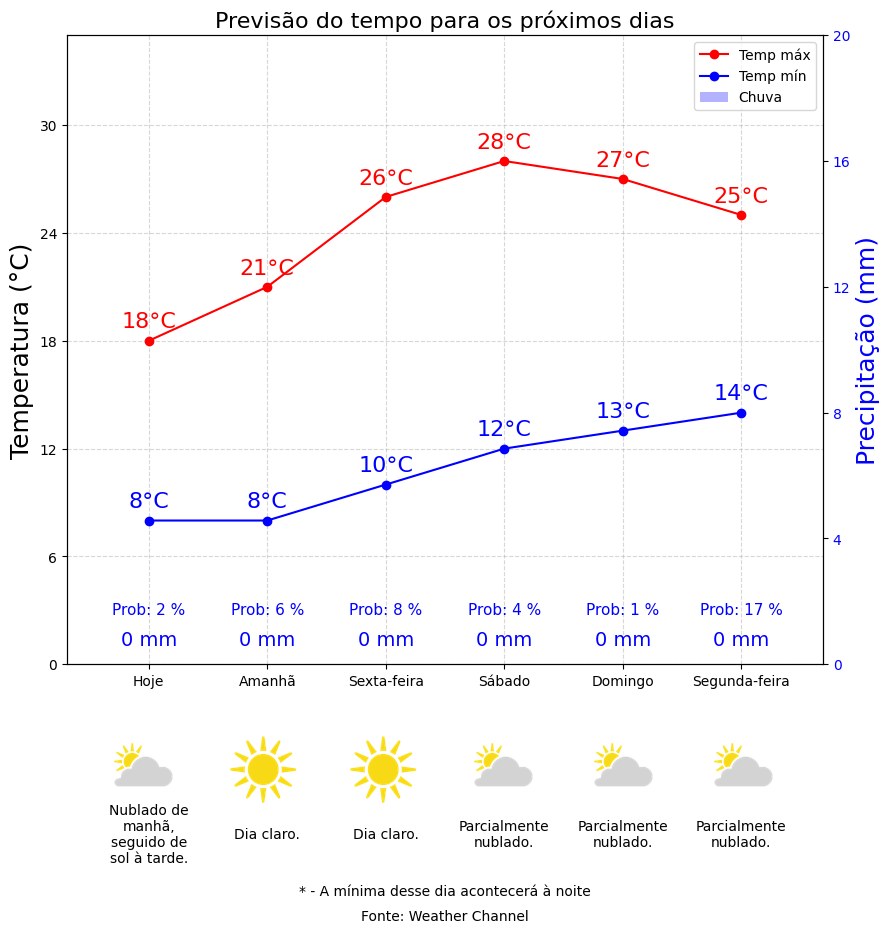 Previsão do tempo para os próximos dias
Temp máx
Temp mín
Chuva
Temperatura (°C)
30
24
18
12
6
0
Precipitação (mm)
20
16
12
8
4
0
18°C
21°C
26°C
28°C
27°C
25°C
8°C
8°C
10°C
12°C
13°C
14°C
Prob: 2 % Prob: 6 % Prob: 8 % Prob: 4 % Prob: 1 % Prob: 17 %
0 mm 0 mm 0 mm 0 mm 0 mm 0 mm
Hoje Amanhã Sexta-feira Sábado Domingo Segunda-feira
Nublado de
manhã,
seguido de
sol à tarde.
Dia claro.
Dia claro.
Parcialmente
nublado.
Parcialmente
nublado.
Parcialmente
nublado.
* - A mínima desse dia acontecerá à noite
Fonte: Weather Channel